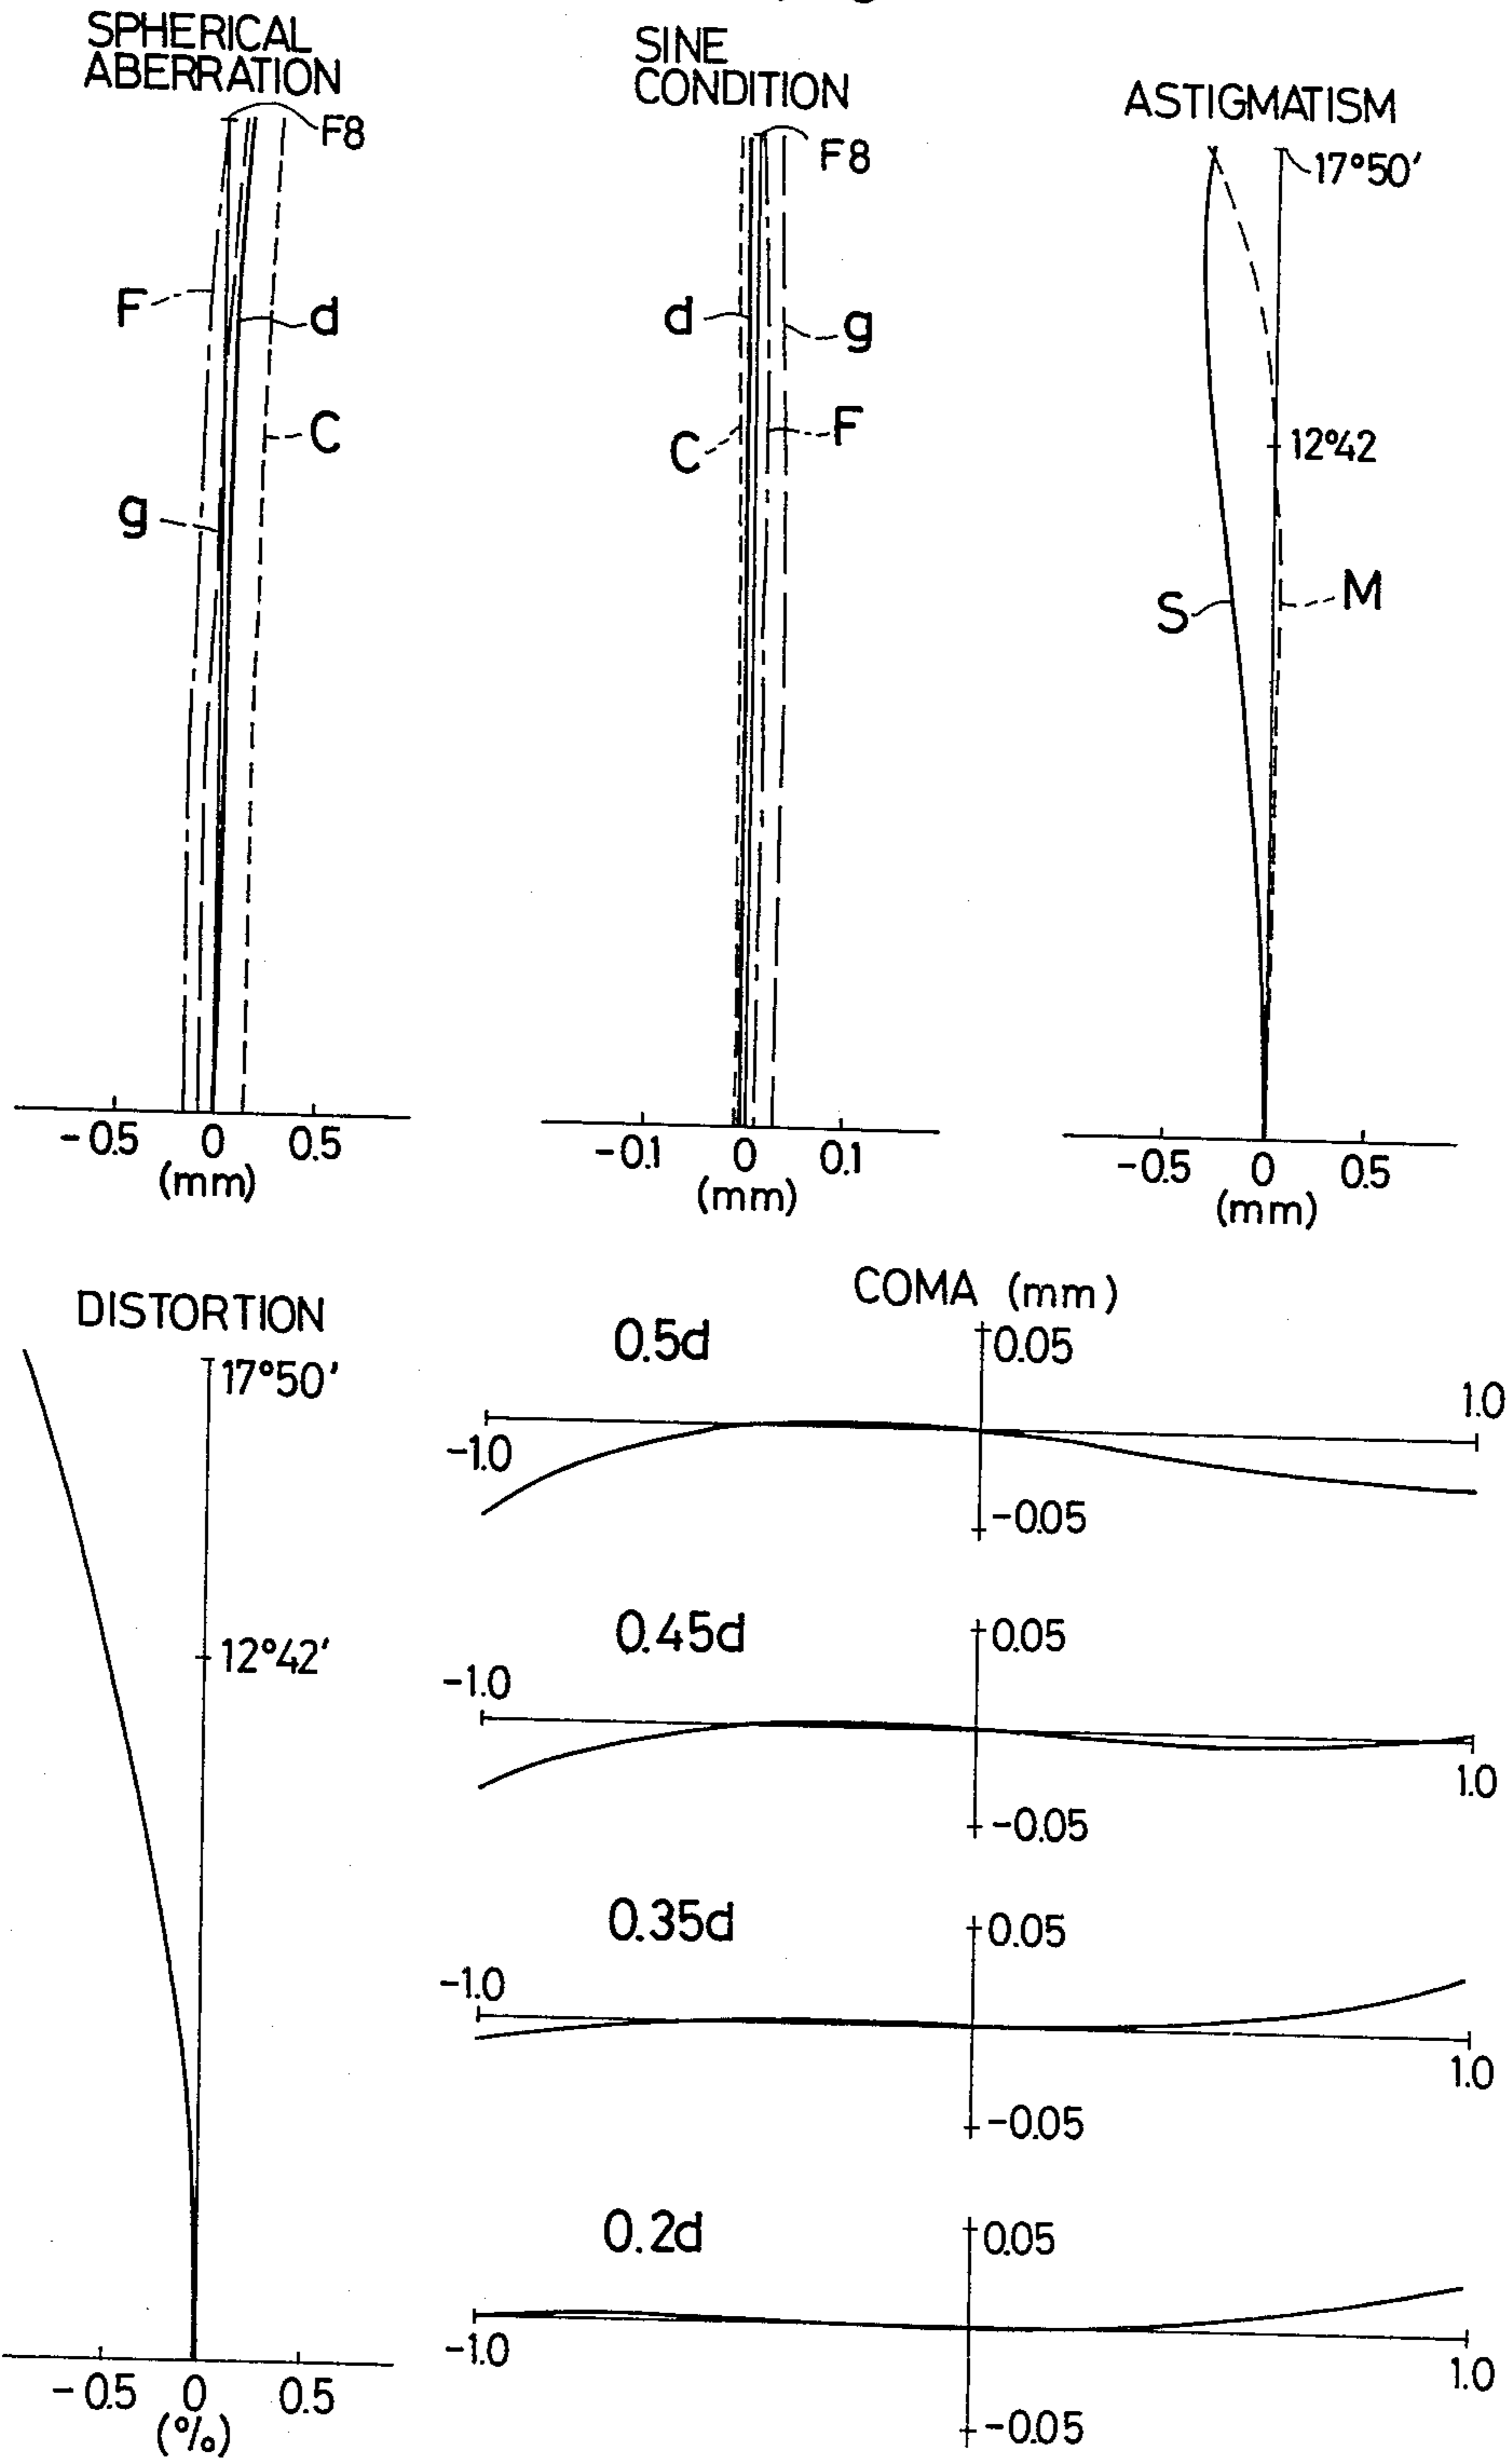 SPHERICAL
ABERRATION
F8
F
d
C
g
-0.5 0 0.5
(mm)
SINE
CONDITION
F8
d
g
C
F
-0.1 0 0.1
(mm)
ASTIGMATISM
17°50'
12°42
S
M
-0.5 0 0.5
(mm)
DISTORTION
17°50'
12°42'
-0.5 0 0.5
(%)
COMA (mm)
0.5d
0.05
-1.0
1.0
-0.05
0.45d
0.05
-1.0
1.0
-0.05
0.35d
0.05
-1.0
1.0
-0.05
0.2d
0.05
-1.0
1.0
-0.05